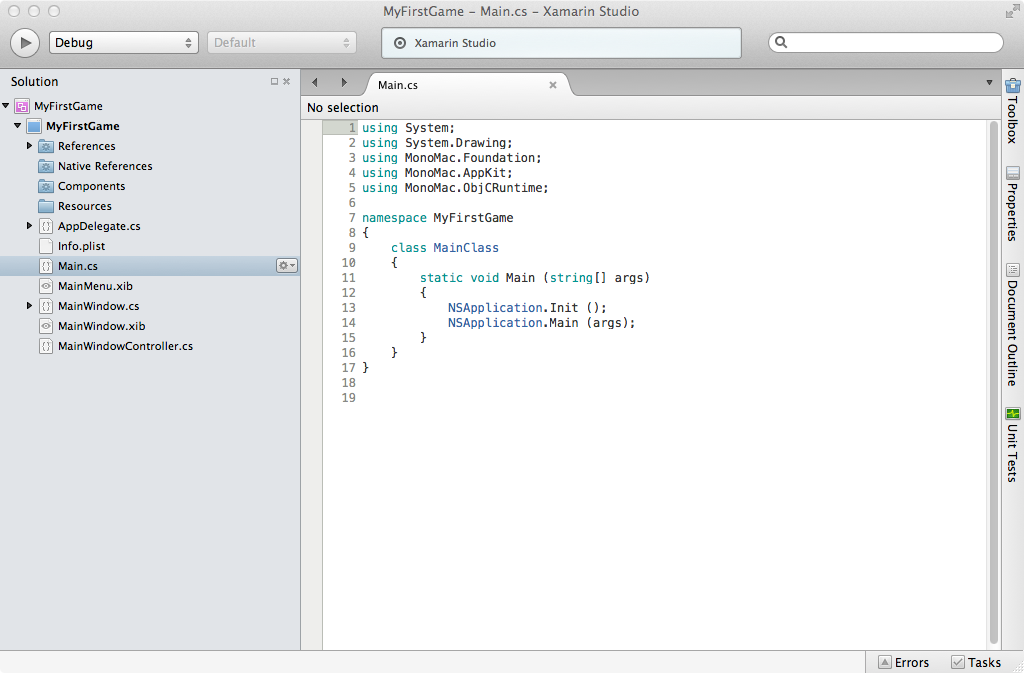 MyFirstGame – Main.cs – Xamarin Studio
Debug
Default
Xamarin Studio
Solution
MyFirstGame
MyFirstGame
References
Native References
Components
Resources
AppDelegate.cs
Info.plist
Main.cs
MainMenu.xib
MainWindow.cs
MainWindow.xib
MainWindowController.cs
Main.cs
No selection
1 using System;
2 using System.Drawing;
3 using MonoMac.Foundation;
4 using MonoMac.AppKit;
5 using MonoMac.ObjCRuntime;
6
7 namespace MyFirstGame
8 {
9     class MainClass
10     {
11         static void Main (string[] args)
12         {
13             NSApplication.Init ();
14             NSApplication.Main (args);
15         }
16     }
17 }
18
19
Toolbox
Properties
Document Outline
Unit Tests
Errors
Tasks